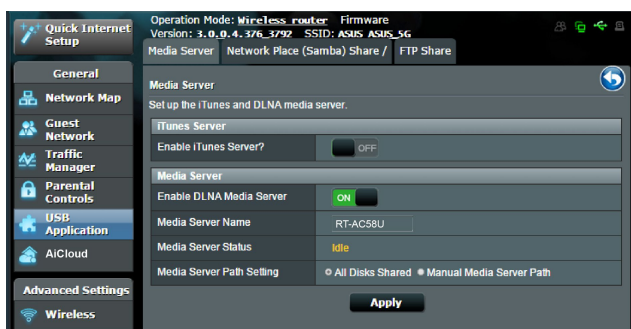 Quick Internet
Setup
Operation Mode: Wireless router Firmware
Version: 3.0.0.4.376_3792 SSID: ASUS ASUS_5G
Media Server Network Place (Samba) Share / FTP Share
General
Network Map
Guest
Network
Traffic
Manager
Parental
Controls
USB
Application
AiCloud
Advanced Settings
Wireless
Media Server
Set up the iTunes and DLNA media server.
iTunes Server
Enable iTunes Server? OFF
Media Server
Enable DLNA Media Server ON
Media Server Name RT-AC58U
Media Server Status Idle
Media Server Path Setting All Disks Shared Manual Media Server Path
Apply